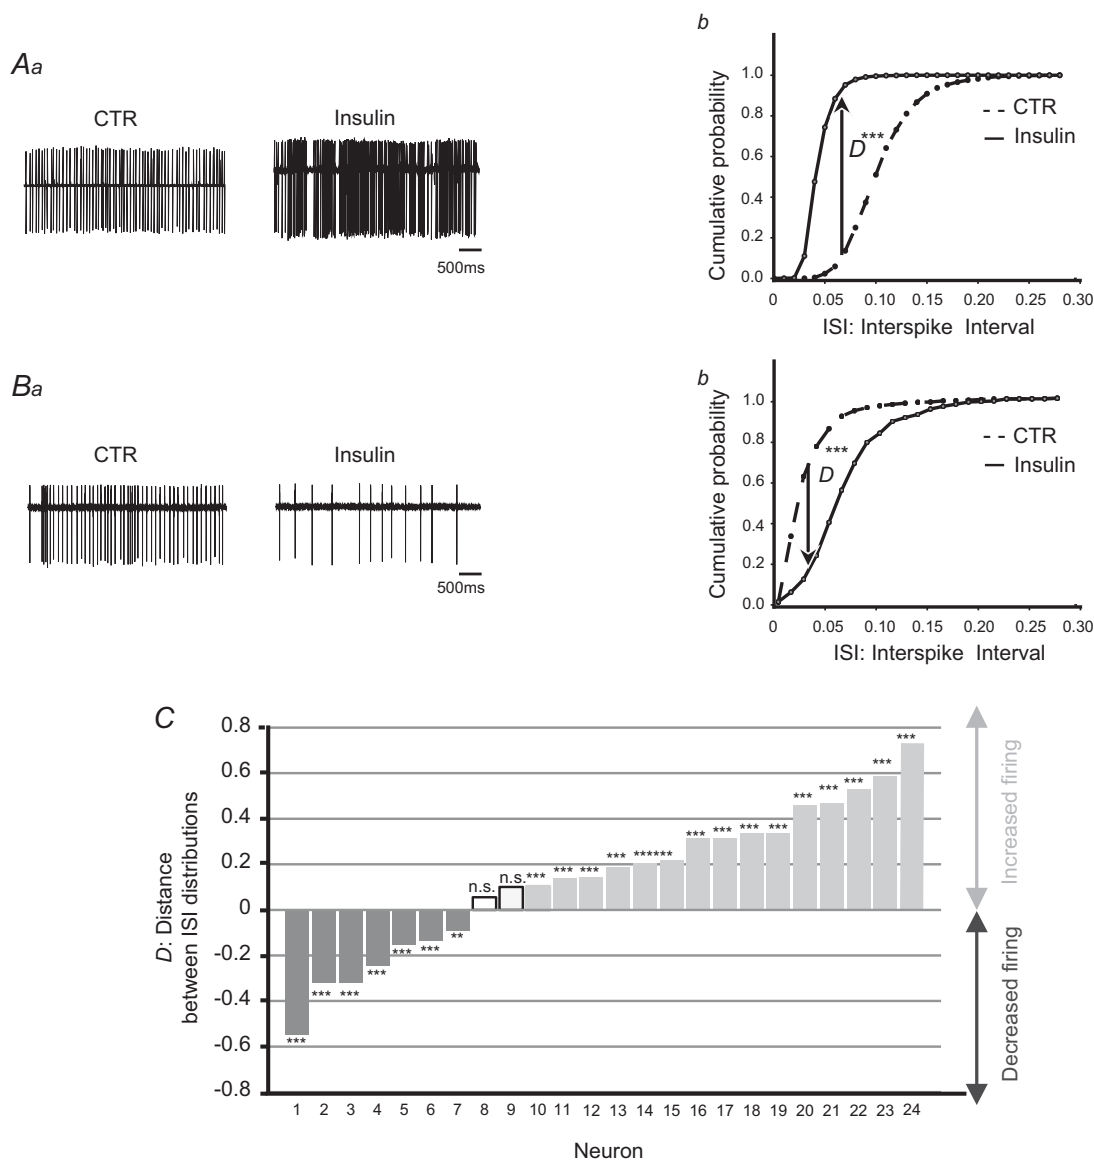 Aa
CTR
Insulin
500ms
b
Cumulative probability
1.0
0.8
0.6
0.4
0.2
0.0
0 0.05 0.10 0.15 0.20 0.25 0.30
ISI: Interspike Interval
D***
CTR
Insulin
Ba
CTR
Insulin
500ms
b
Cumulative probability
1.0
0.8
0.6
0.4
0.2
0.0
0 0.05 0.10 0.15 0.20 0.25 0.30
ISI: Interspike Interval
***
D
CTR
Insulin
C
D: Distance
between ISI distributions
0.8
0.6
0.4
0.2
0
-0.2
-0.4
-0.6
-0.8
*** *** *** *** *** *** ** n.s. n.s. *** *** *** *** *** *** *** *** *** *** *** *** *** *** ***
1 2 3 4 5 6 7 8 9 10 11 12 13 14 15 16 17 18 19 20 21 22 23 24
Neuron
Increased firing
Decreased firing